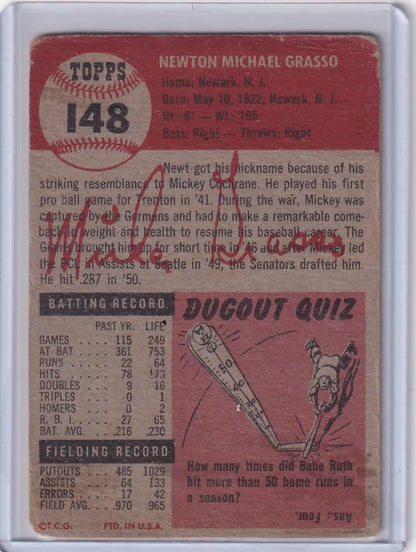 TOPPS
148
NEWTON MICHAEL GRASSO
Home: Newark, N. J.
Born: May 10, 1922, Newark, N. J.
Ht: 6' - Wt: 195
Bats: Right - Throws: Right
Newt got his nickname because of his
striking resemblance to Mickey Cochrane. He played his first
pro ball game for Trenton in '41. During the war, Mickey was
by the Germans and had to make a remarkable come-
back in weight and health to resume his baseball career. The
Giants brought him up for short time in '46 and after Mickey led
the PCL in Assists at Seattle in '49, the Senators drafted him.
He hit .287 in '50.
Mickie Grasso
BATTING RECORD
PAST YR. LIFE
GAMES 115 249
AT BAT 361 753
RUNS 22 64
HITS 78 173
DOUBLES 9 16
TRIPLES 0 1
HOMERS 0 2
R. B. I. 27 65
BAT. AVG. .216 .230
FIELDING RECORD
PUTOUTS 485 1029
ASSISTS 64 133
ERRORS 17 42
FIELD AVG. .970 .965
©T.C.G. PTD. IN U.S.A.
DUGOUT QUIZ
How many times did Babe Ruth
hit more than 50 home runs in
a season?
Ans.: Four.